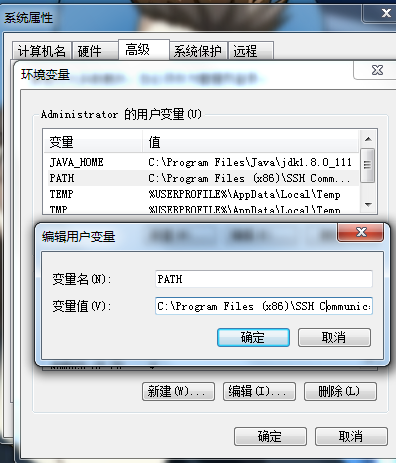 系统属性
计算机名 硬件 高级 系统保护 远程
环境变量
Administrator 的用户变量(U)
变量 值
JAVA_HOME C:\Program Files\Java\jdk1.8.0_111
PATH C:\Program Files (x86)\SSH Comm...
TEMP %USERPROFILE%\AppData\Local\Temp
TMP %USERPROFILE%\AppData\Local\Temp
编辑用户变量
变量名(N): PATH
变量值(V): C:\Program Files (x86)\SSH Communic
确定 取消
新建(W)... 编辑(I)... 删除(L)
确定 取消